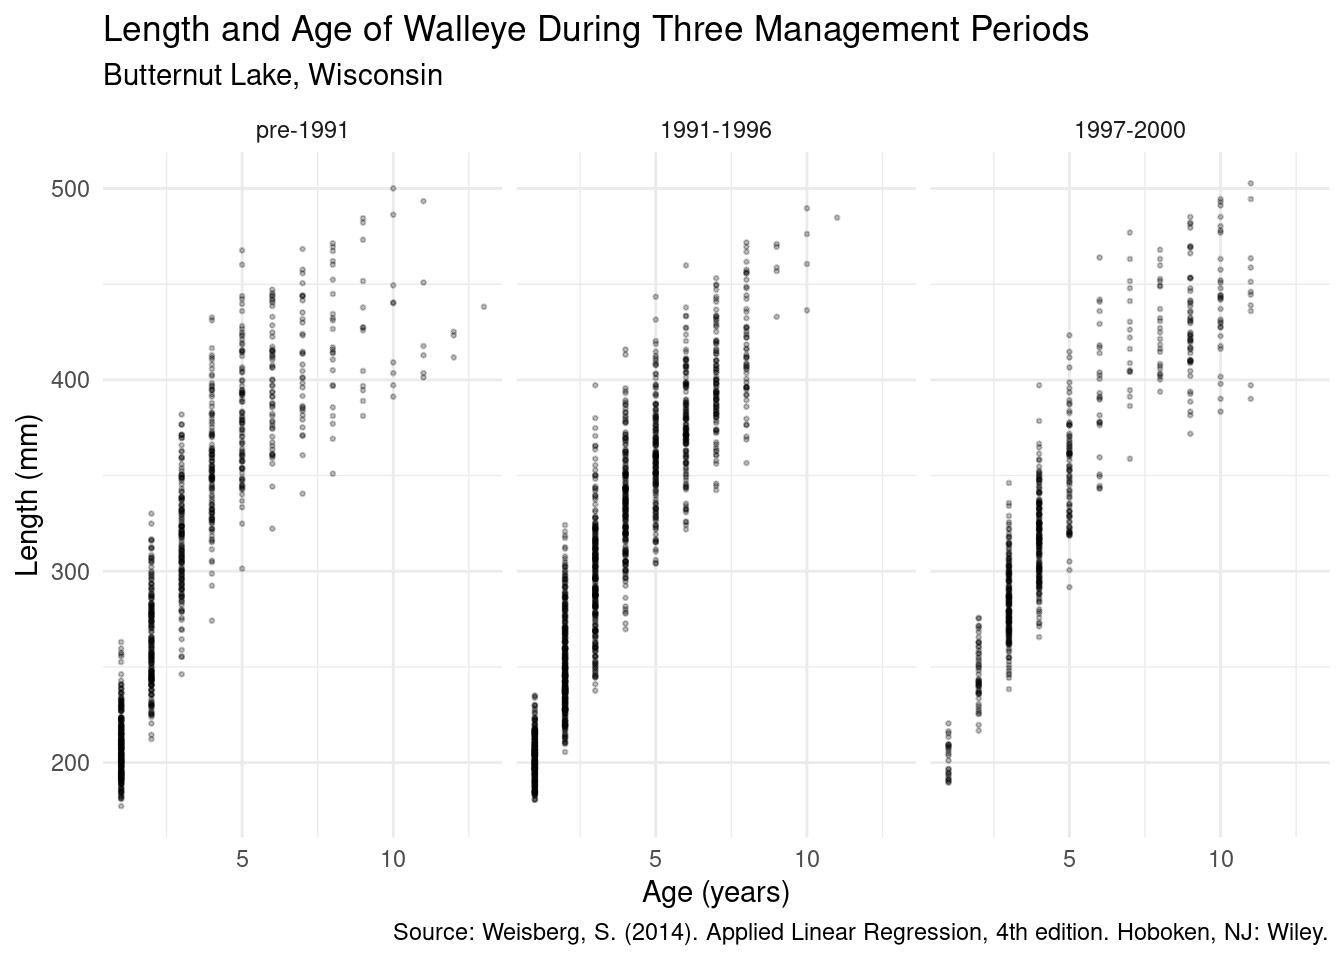 Length and Age of Walleye During Three Management Periods
Butternut Lake, Wisconsin
pre-1991
1991-1996
1997-2000
500
400
300
200
Length (mm)
5
10
5
10
5
10
Age (years)
Source: Weisberg, S. (2014). Applied Linear Regression, 4th edition. Hoboken, NJ: Wiley.